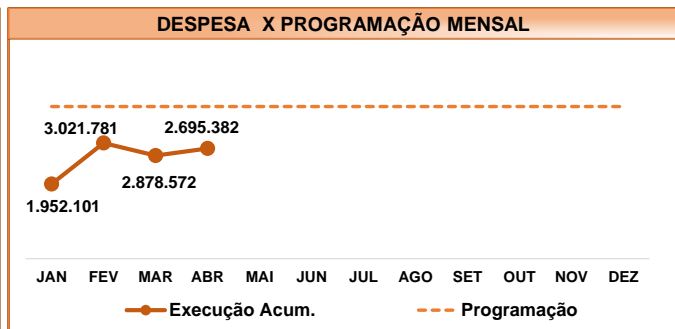 DESPESA X PROGRAMAÇÃO MENSAL
3.021.781 2.695.382
2.878.572
1.952.101
JAN FEV MAR ABR MAI JUN JUL AGO SET OUT NOV DEZ
Execução Acum. Programação